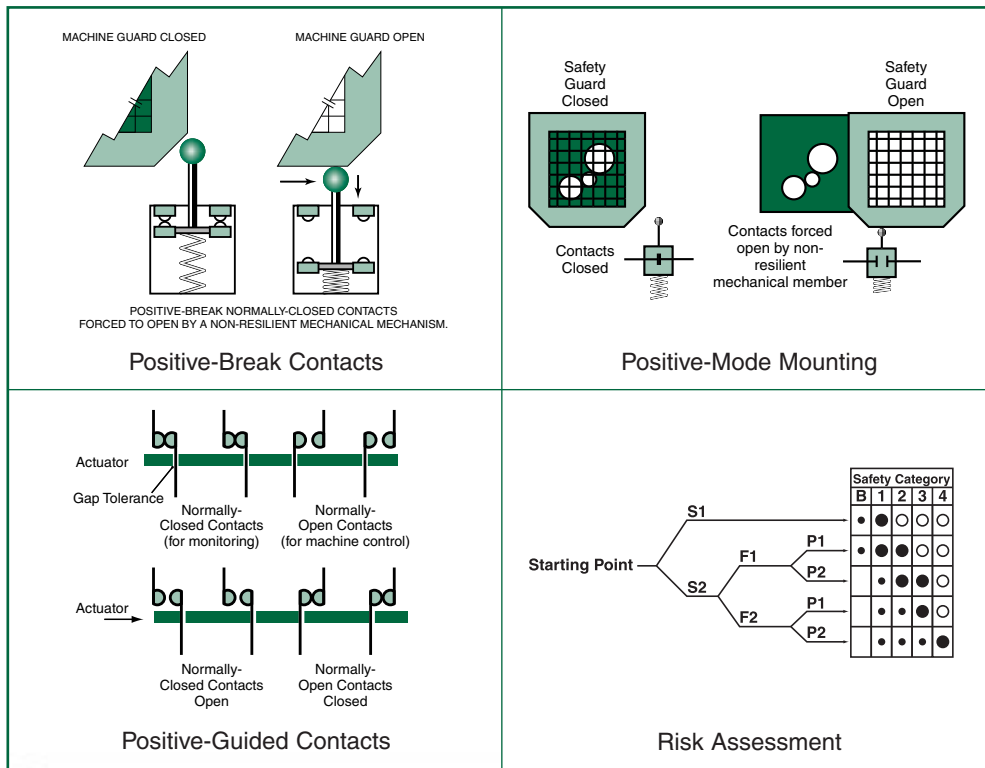 MACHINE GUARD CLOSED
MACHINE GUARD OPEN
POSITIVE-BREAK NORMALLY-CLOSED CONTACTS
FORCED TO OPEN BY A NON-RESILIENT MECHANICAL MECHANISM.
Positive-Break Contacts
Safety
Guard
Closed
Safety
Guard
Open
Contacts
Closed
Contacts forced
open by non-
resilient
mechanical member
Positive-Mode Mounting
Actuator
Gap Tolerance
Normally-
Closed Contacts
(for monitoring)
Normally-
Open Contacts
(for machine control)
Actuator
Normally-
Closed Contacts
Open
Normally-
Open Contacts
Closed
Positive-Guided Contacts
Safety Category
B 1 2 3 4
S1
Starting Point
S2
F1
P1
P2
F2
P1
P2
Risk Assessment